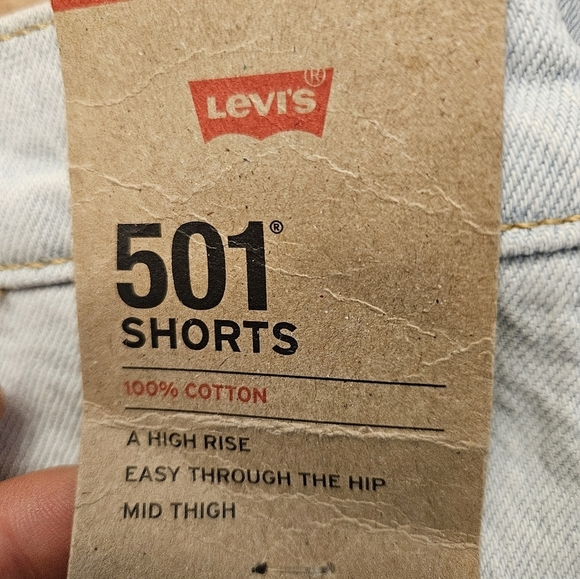 LEVI'S®
501®
SHORTS
100% COTTON
A HIGH RISE
EASY THROUGH THE HIP
MID THIGH